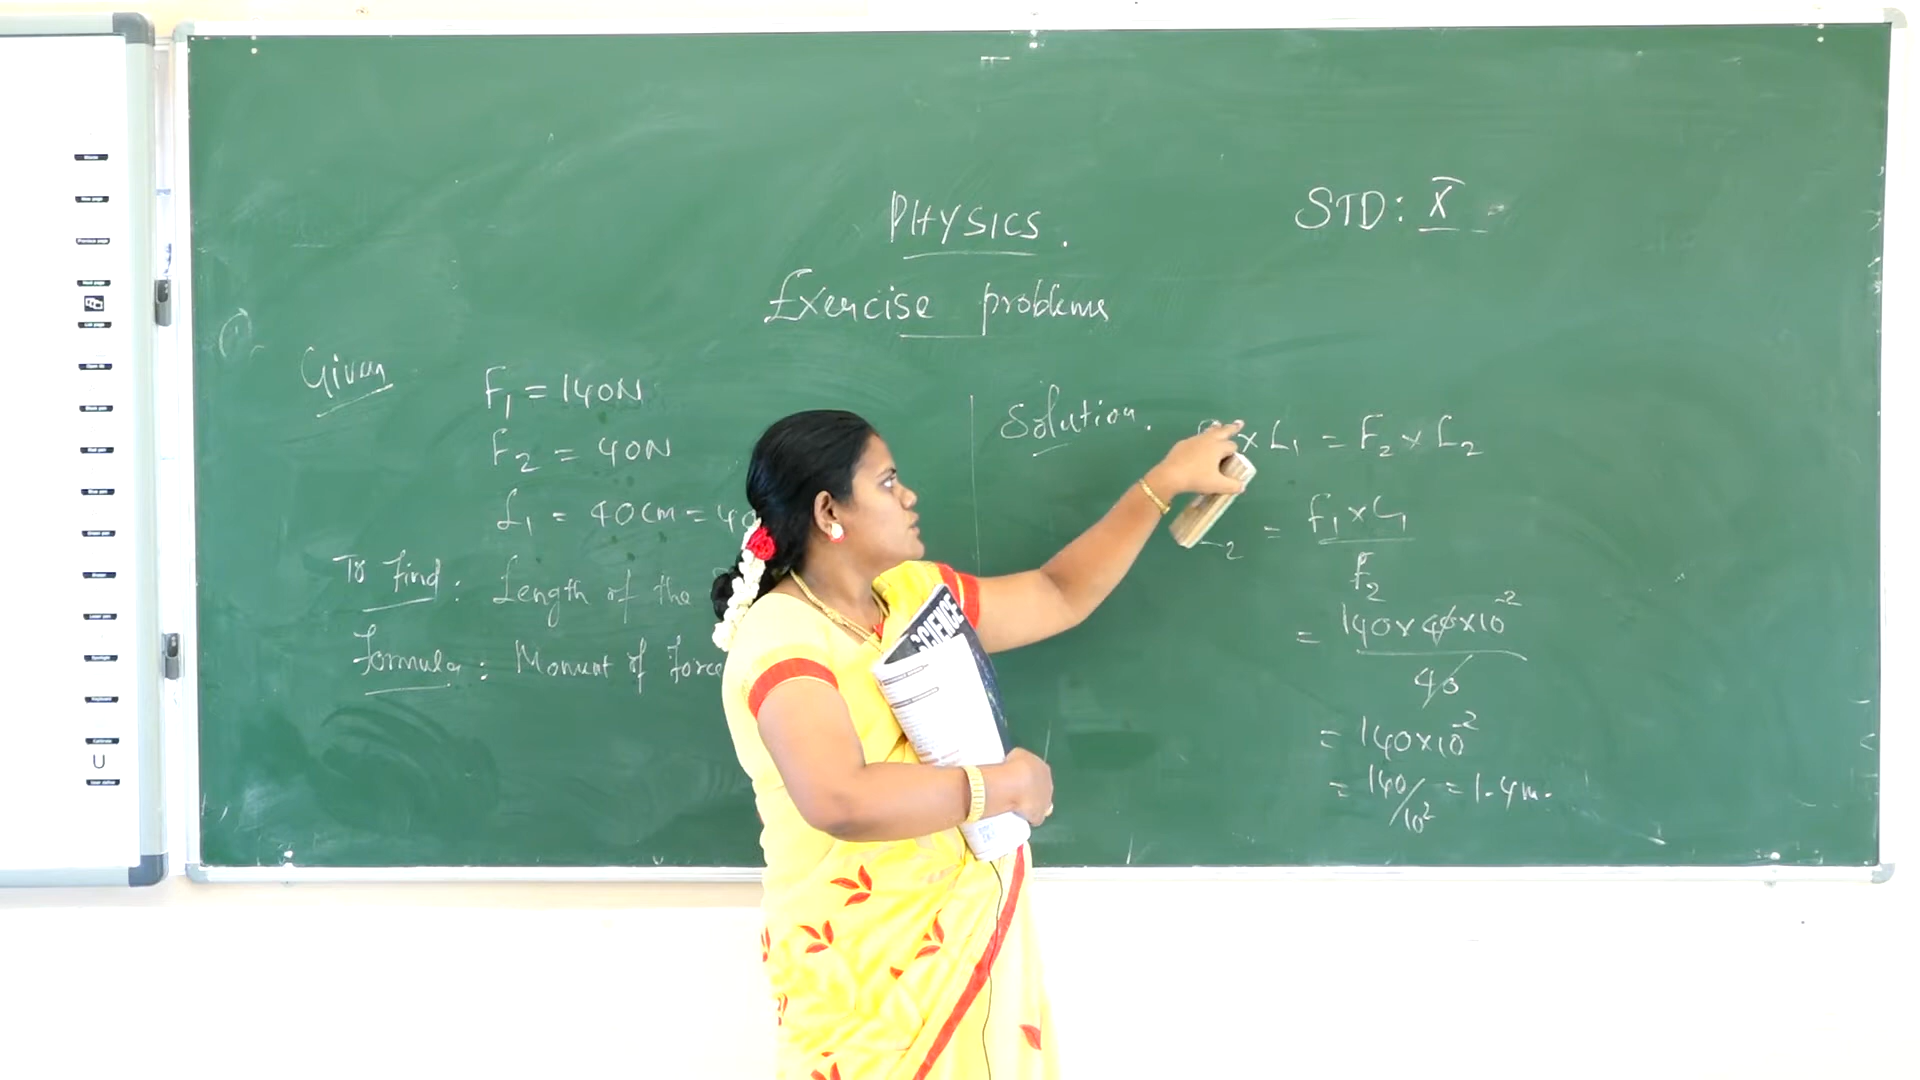 PHYSICS.
STD: X
Exercise problems
Given
F₁ = 140N
F₂ = 40N
L₁ = 40cm = 40
To Find: Length of the
Formula: Moment of force
Solution.
x L₁ = F₂ x L₂
₂ = F₁ x L₁
F₂
= 140 x 40 x 10⁻²
40
= 140 x 10⁻²
= 140/10² = 1.4m.
SCIENCE